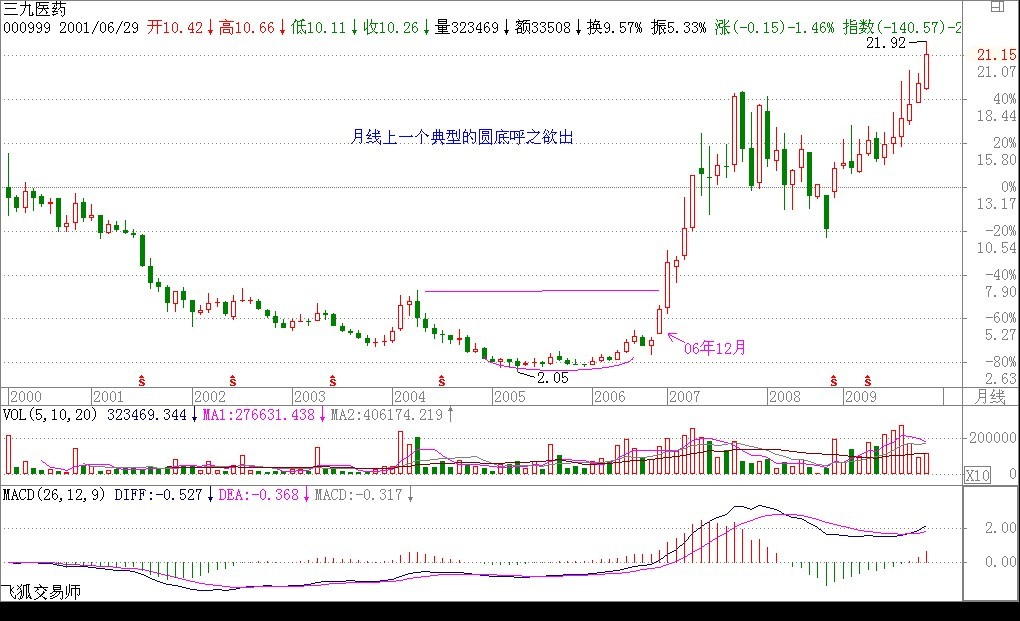 三九医药
000999 2001/06/29 开10.42↓高10.66↓低10.11↓收10.26↓量323469↓额33508↓换9.57% 振5.33% 涨(-0.15)-1.46% 指数(-140.57)-2
21.92
21.15
21.07
40%
18.44
月线上一个典型的圆底呼之欲出
20%
15.80
0%
13.17
-20%
10.54
-40%
7.90
-60%
5.27
06年12月
-80%
2.05
2.63
ŝ ŝ ŝ ŝ ŝ ŝ
2000 2001 2002 2003 2004 2005 2006 2007 2008 2009 月线
VOL(5,10,20) 323469.344↓MA1:276631.438↓MA2:406174.219↑
200000
X10 0
MACD(26,12,9) DIFF:-0.527↓DEA:-0.368↓MACD:-0.317↓
2.00
0.00
飞狐交易师